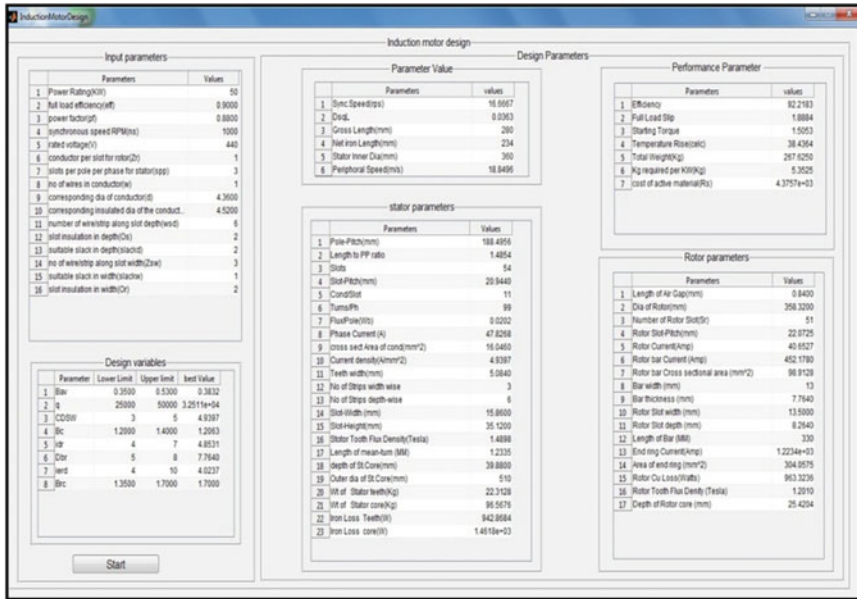 InductionMotorDesign
Induction motor design
Input parameters
Parameters Values
1 Power Rating(KW) 50
2 full load efficiency(eff) 0.9000
3 power factor(pf) 0.8800
4 synchronous speed RPM(ns) 1000
5 rated voltage(V) 440
6 conductor per slot for rotor(Zr) 1
7 slots per pole per phase for stator(spp) 3
8 no of wires in conductor(w) 1
9 corresponding dia of conductor(d) 4.3600
10 corresponding insulated dia of the conduct... 4.5200
11 number of wire/strip along slot depth(wsd) 6
12 slot insulation in depth(Os) 2
13 suitable slack in depth(slackd) 2
14 no of wire/strip along slot width(Zsw) 3
15 suitable slack in width(slackw) 1
16 slot insulation in width(Or) 2
Design variables
Parameter Lower Limit Upper limit best Value
1 Bav 0.3500 0.5300 0.3832
2 q 25000 50000 3.2511e+04
3 CDSW 3 5 4.9397
4 Bc 1.2000 1.4000 1.2063
5 idr 4 7 4.8531
6 Dbr 5 8 7.7640
7 ierd 4 10 4.0237
8 Brc 1.3500 1.7000 1.7000
Start
Design Parameters
Parameter Value
Parameters values
1 Sync.Speed(rps) 16.6667
2 DsqL 0.0363
3 Gross Length(mm) 280
4 Net iron Length(mm) 234
5 Stator Inner Dia(mm) 360
6 Periphoral Speed(m/s) 18.8496
stator parameters
Parameters Values
1 Pole-Pitch(mm) 188.4956
2 Length to PP ratio 1.4854
3 Slots 54
4 Slot-Pitch(mm) 20.9440
5 Cond/Slot 11
6 Turns/Ph 99
7 Flux/Pole(Wb) 0.0202
8 Phase Current (A) 47.8268
9 cross sect Area of cond(mm^2) 16.0460
10 Current density(A/mm^2) 4.9397
11 Teeth width(mm) 5.0840
12 No of Strips width wise 3
13 No of Strips depth-wise 6
14 Slot-Width (mm) 15.8600
15 Slot-Height(mm) 35.1200
16 Stotor Tooth Flux Density(Tesla) 1.4898
17 Length of mean-turn (MM) 1.2335
18 depth of St.Core(mm) 39.8800
19 Outer dia of St.Core(mm) 510
20 Wt of Stator teeth(Kg) 22.3128
21 Wt of Stator core(Kg) 95.5676
22 Iron Loss Teeth(W) 942.8684
23 Iron Loss core(W) 1.4618e+03
Performance Parameter
Parameters values
1 Efficiency 92.2183
2 Full Load Slip 1.8884
3 Starting Torque 1.5053
4 Temperature Rise(celc) 38.4364
5 Total Weight(Kg) 267.6250
6 Kg required per KW(Kg) 5.3525
7 cost of active material(Rs) 4.3757e+03
Rotor parameters
Parameters Values
1 Length of Air Gap(mm) 0.8400
2 Dia of Rotor(mm) 358.3200
3 Number of Rotor Slot(Sr) 51
4 Rotor Slot-Pitch(mm) 22.0725
5 Rotor Current(Amp) 40.6527
6 Rotor bar Current (Amp) 452.1780
7 Rotor bar Cross sectional area (mm^2) 98.9128
8 Bar width (mm) 13
9 Bar thickness (mm) 7.7640
10 Rotor Slot width (mm) 13.5000
11 Rotor Slot depth (mm) 8.2640
12 Length of Bar (MM) 330
13 End ring Current(Amp) 1.2234e+03
14 Area of end ring (mm^2) 304.0575
15 Rotor Cu Loss(Watts) 963.3236
16 Rotor Tooth Flux Denity (Tesla) 1.2010
17 Depth of Rotor core (mm) 25.4204